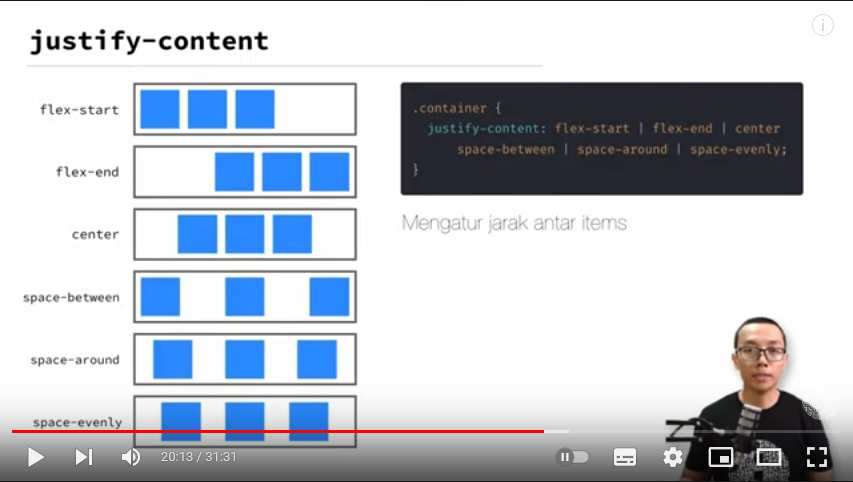 justify-content
flex-start
flex-end
center
space-between
space-around
space-evenly
.container {
justify-content: flex-start | flex-end | center
space-between | space-around | space-evenly;
}
Mengatur jarak antar items
20:13 / 31:31